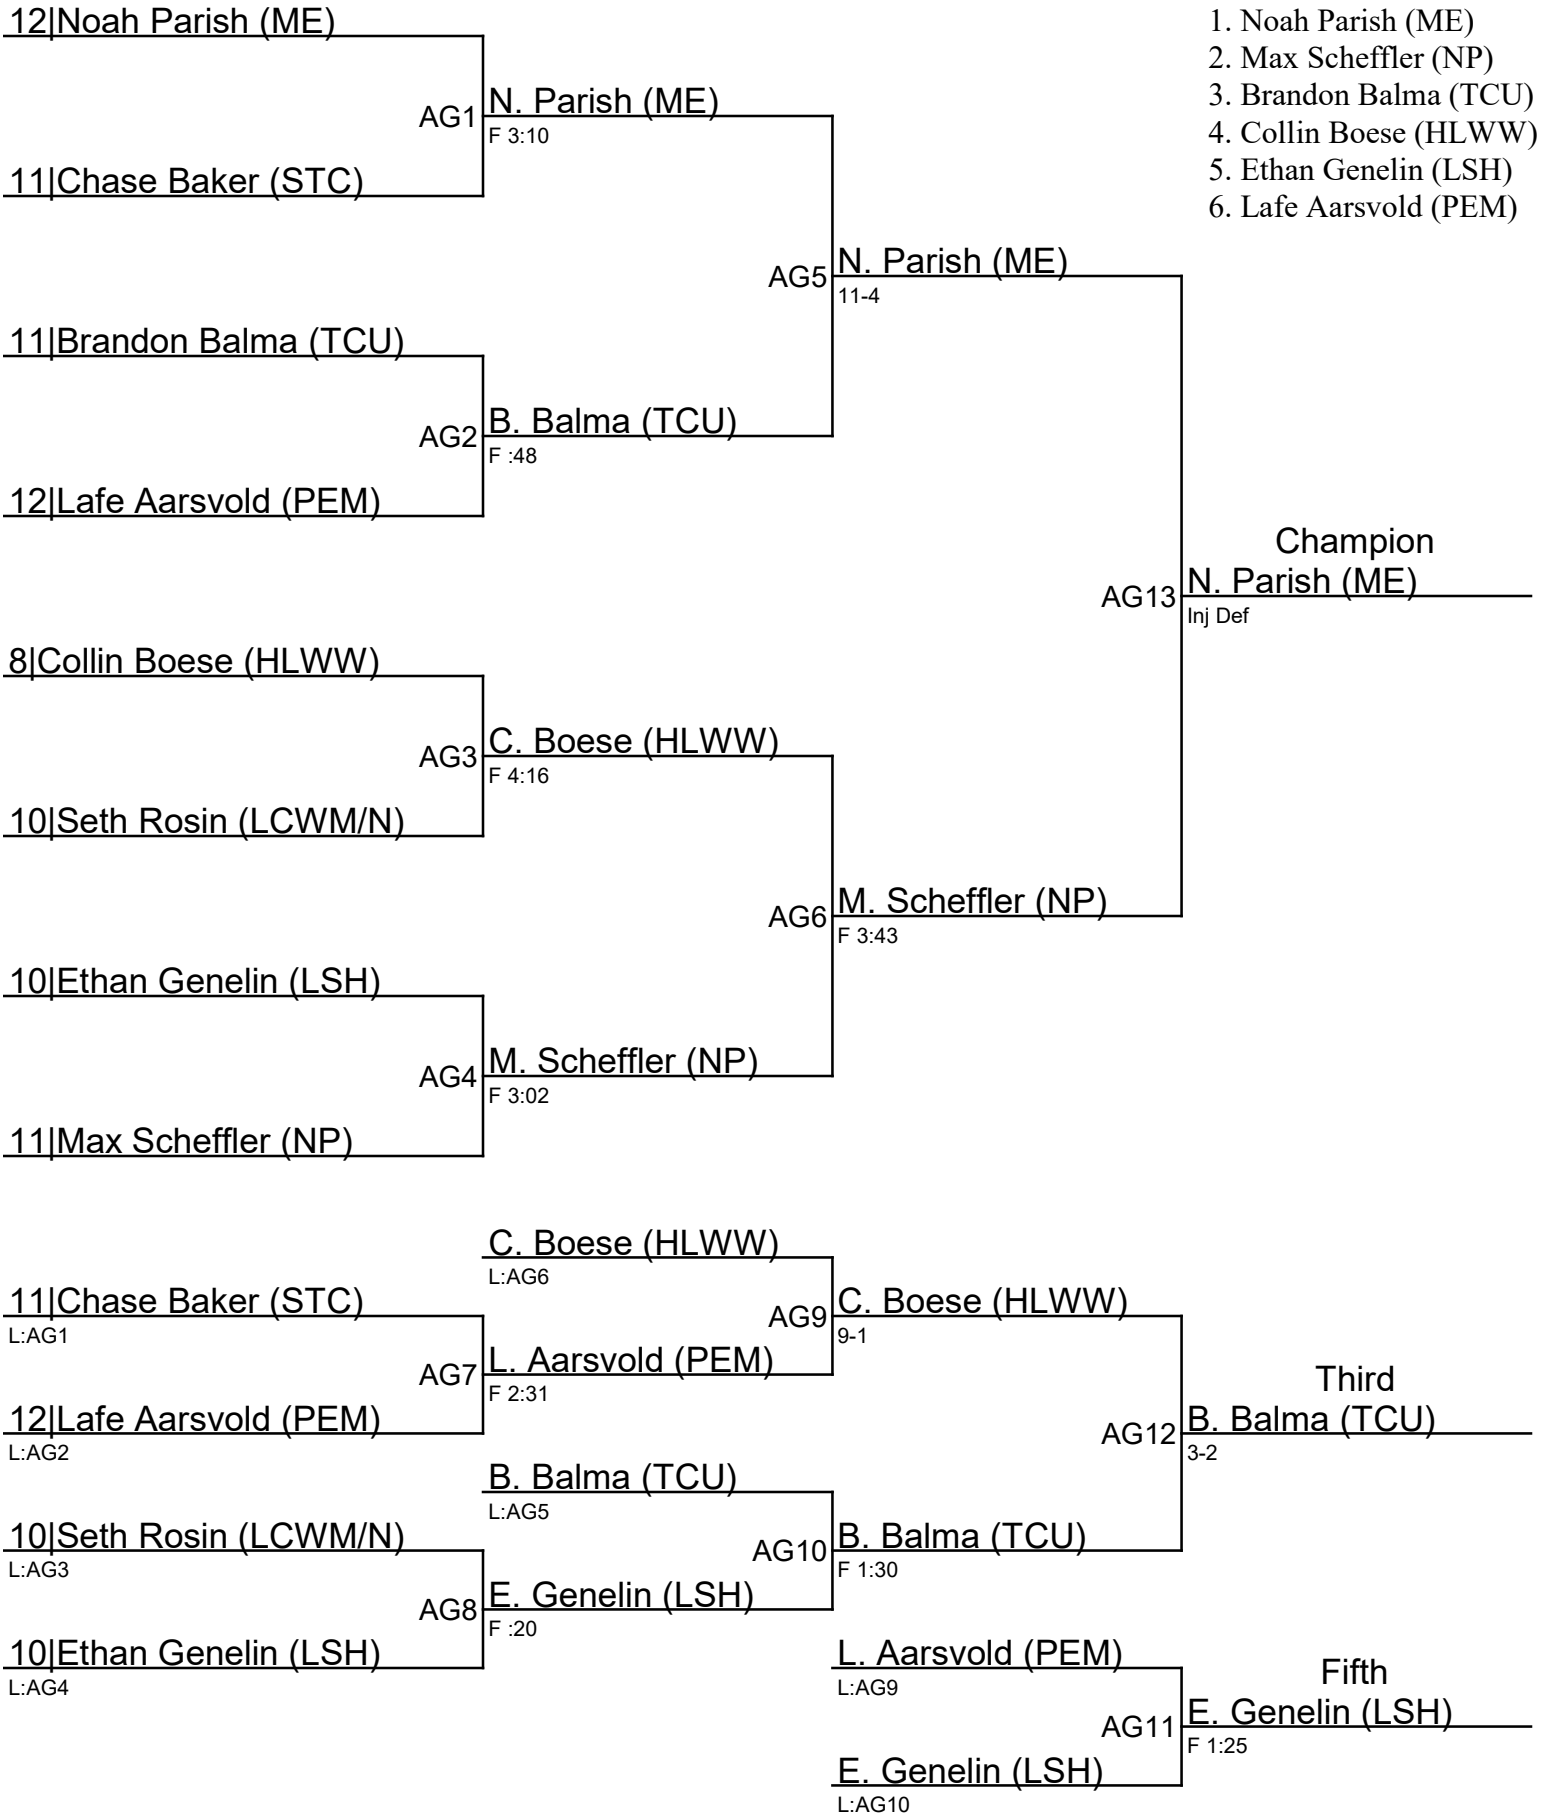 12|Noah Parish (ME)
1. Noah Parish (ME)
2. Max Scheffler (NP)
3. Brandon Balma (TCU)
4. Collin Boese (HLWW)
5. Ethan Genelin (LSH)
6. Lafe Aarsvold (PEM)
AG1
N. Parish (ME)
F 3:10
11|Chase Baker (STC)
AG5
N. Parish (ME)
11-4
11|Brandon Balma (TCU)
AG2
B. Balma (TCU)
F :48
12|Lafe Aarsvold (PEM)
Champion
AG13
N. Parish (ME)
Inj Def
8|Collin Boese (HLWW)
AG3
C. Boese (HLWW)
F 4:16
10|Seth Rosin (LCWM/N)
AG6
M. Scheffler (NP)
F 3:43
10|Ethan Genelin (LSH)
AG4
M. Scheffler (NP)
F 3:02
11|Max Scheffler (NP)
C. Boese (HLWW)
L:AG6
11|Chase Baker (STC)
L:AG1
AG9
C. Boese (HLWW)
9-1
AG7
L. Aarsvold (PEM)
F 2:31
12|Lafe Aarsvold (PEM)
L:AG2
Third
AG12
B. Balma (TCU)
3-2
B. Balma (TCU)
L:AG5
10|Seth Rosin (LCWM/N)
L:AG3
AG10
B. Balma (TCU)
F 1:30
AG8
E. Genelin (LSH)
F :20
10|Ethan Genelin (LSH)
L:AG4
L. Aarsvold (PEM)
L:AG9
Fifth
AG11
E. Genelin (LSH)
F 1:25
E. Genelin (LSH)
L:AG10